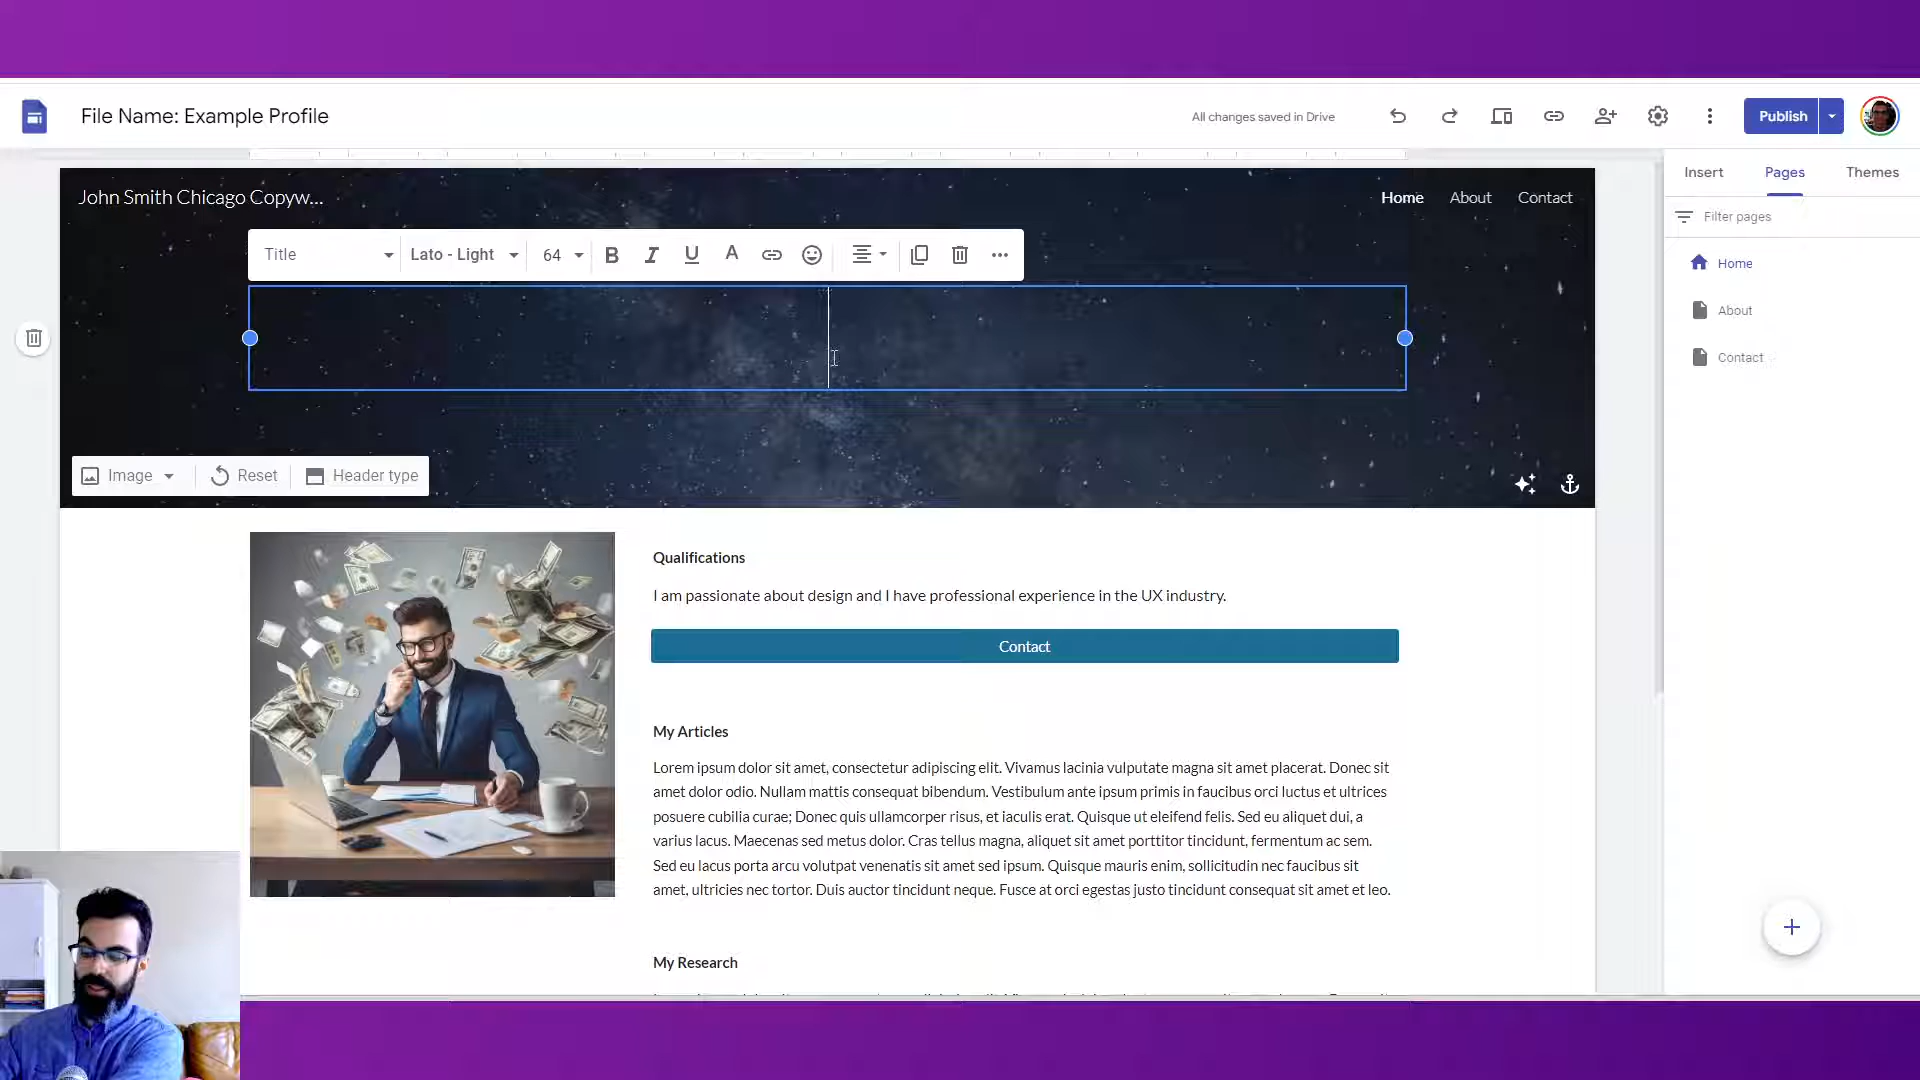 File Name: Example Profile
All changes saved in Drive
Publish
John Smith Chicago Copyw...
Home
About
Contact
Insert
Pages
Themes
Filter pages
Home
About
Contact
Title
Lato - Light
64
B
I
U
A
Image
Reset
Header type
Qualifications
I am passionate about design and I have professional experience in the UX industry.
Contact
My Articles
Lorem ipsum dolor sit amet, consectetur adipiscing elit. Vivamus lacinia vulputate magna sit amet placerat. Donec sit
amet dolor odio. Nullam mattis consequat bibendum. Vestibulum ante ipsum primis in faucibus orci luctus et ultrices
posuere cubilia curae; Donec quis ullamcorper risus, et iaculis erat. Quisque ut eleifend felis. Sed eu aliquet dui, a
varius lacus. Maecenas sed metus dolor. Cras tellus magna, aliquet sit amet porttitor tincidunt, fermentum ac sem.
Sed eu lacus porta arcu volutpat venenatis sit amet sed ipsum. Quisque mauris enim, sollicitudin nec faucibus sit
amet, ultricies nec tortor. Duis auctor tincidunt neque. Fusce at orci egestas justo tincidunt consequat sit amet et leo.
My Research